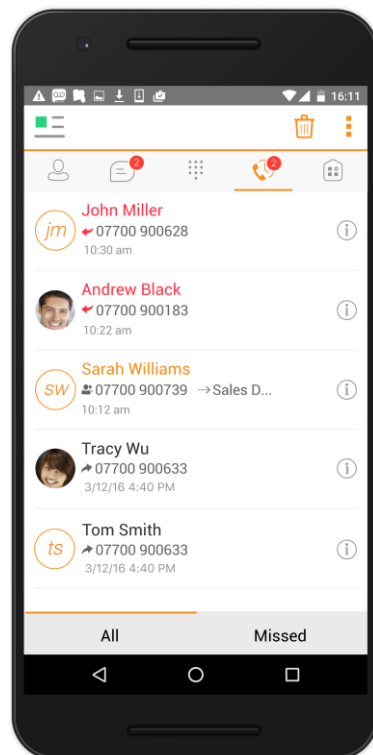 16:11
2
2
jm
John Miller
07700 900628
10:30 am
Andrew Black
07700 900183
10:22 am
sw
Sarah Williams
07700 900739 → Sales D...
10:12 am
Tracy Wu
07700 900633
3/12/16 4:40 PM
ts
Tom Smith
07700 900633
3/12/16 4:40 PM
All Missed